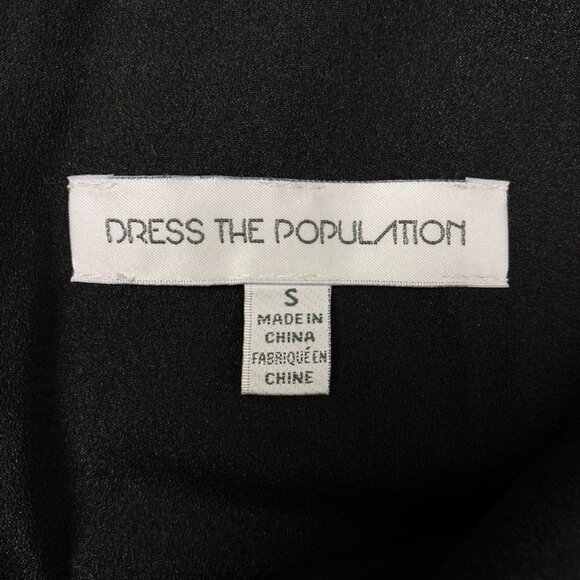 DRESS THE POPULATION
S
MADE IN
CHINA
FABRIQUÉ EN
CHINE